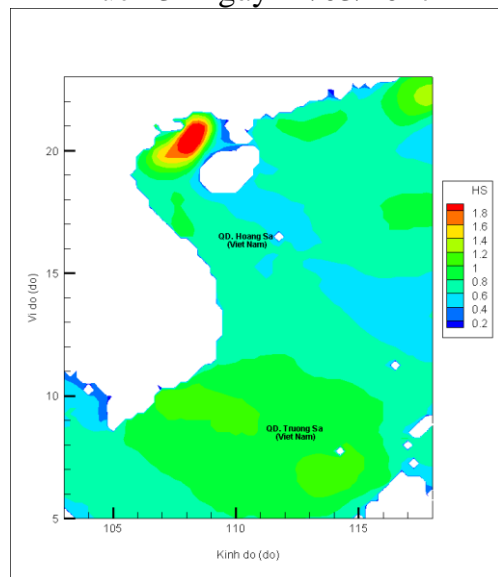 20
15
10
5
105
110
115
Vi do (do)
Kinh do (do)
QD. Hoang Sa
(Viet Nam)
QD. Truong Sa
(Viet Nam)
HS
1.8
1.6
1.4
1.2
1
0.8
0.6
0.4
0.2